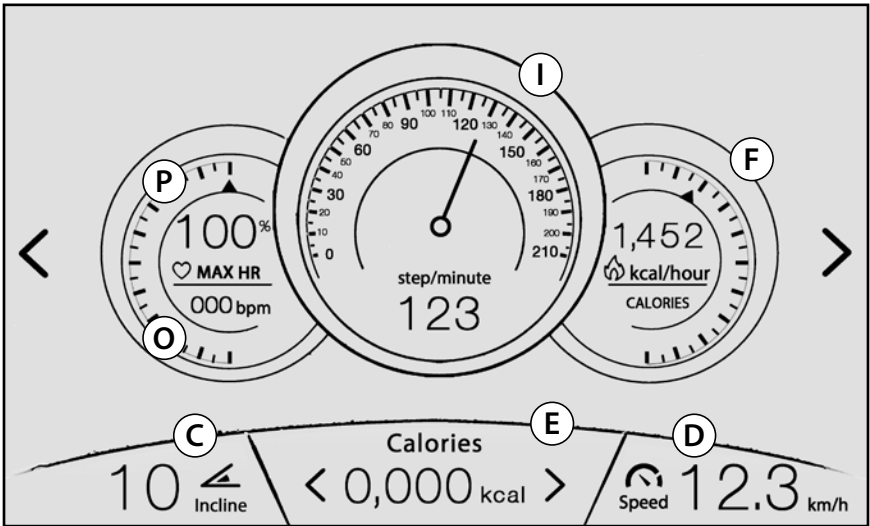 I
P
100%
MAX HR
000 bpm
O
0
10
20
30
40
50
60
70
80
90
100
110
120
130
140
150
160
170
180
190
200
210
step/minute
123
F
1,452
kcal/hour
CALORIES
<
>
C
10 Incline
E
Calories
< 0,000 kcal >
D
Speed 12.3 km/h